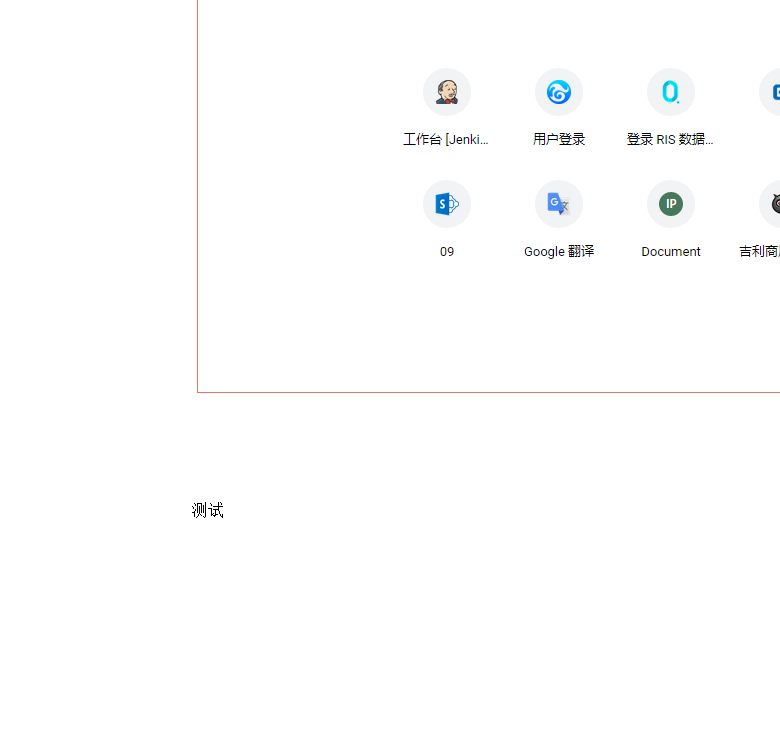 工作台 [Jenki...
用户登录
登录 RIS 数据...
09
Google 翻译
Document
吉利商
IP
测试